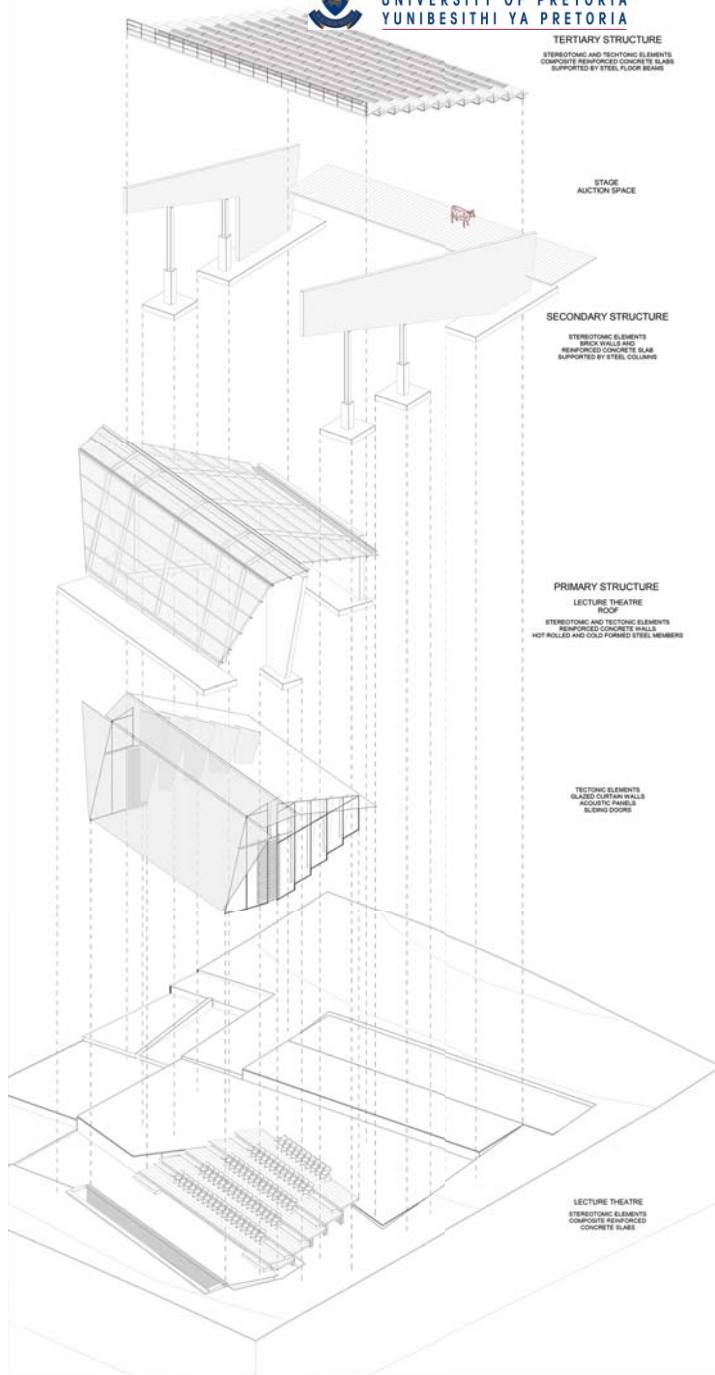 UNIVERSITY OF PRETORIA
YUNIBESITHI YA PRETORIA
TERTIARY STRUCTURE
STEREOTOMIC AND TECHTONIC ELEMENTS
COMPOSITE REINFORCED CONCRETE SLABS
SUPPORTED BY STEEL FLOOR BEAMS
STAGE
AUCTION SPACE
SECONDARY STRUCTURE
STEREOTOMIC ELEMENTS
BRICK WALLS AND
REINFORCED CONCRETE SLAB
SUPPORTED BY STEEL COLUMNS
PRIMARY STRUCTURE
LECTURE THEATRE
ROOF
STEREOTOMIC AND TECTONIC ELEMENTS
REINFORCED CONCRETE WALLS
HOT ROLLED AND COLD FORMED STEEL MEMBERS
TECTONIC ELEMENTS
GLAZED CURTAIN WALLS
ACOUSTIC PANELS
SLIDING DOORS
LECTURE THEATRE
STEREOTOMIC ELEMENTS
COMPOSITE REINFORCED
CONCRETE SLABS